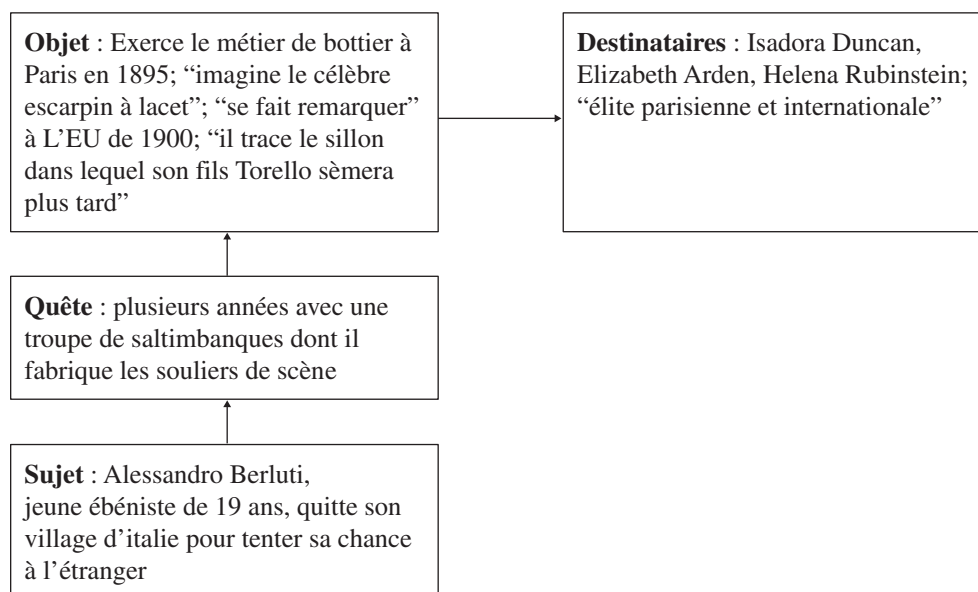 Objet : Exerce le métier de bottier à
Paris en 1895; “imagine le célèbre
escarpin à lacet”; “se fait remarquer”
à L’EU de 1900; “il trace le sillon
dans lequel son fils Torello sèmera
plus tard”
Destinataires : Isadora Duncan,
Elizabeth Arden, Helena Rubinstein;
“élite parisienne et internationale”
Quête : plusieurs années avec une
troupe de saltimbanques dont il
fabrique les souliers de scène
Sujet : Alessandro Berluti,
jeune ébéniste de 19 ans, quitte son
village d’italie pour tenter sa chance
à l’étranger